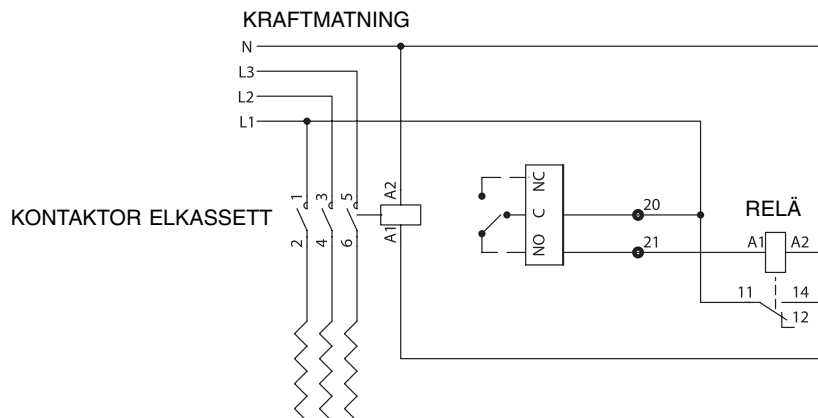 KRAFTMATNING
N
L3
L2
L1
1
3
5
A2
NC
20
C
RELÄ
KONTAKTOR ELKASSETT
2
4
6
A1
NO
21
A1
A2
11
14
12